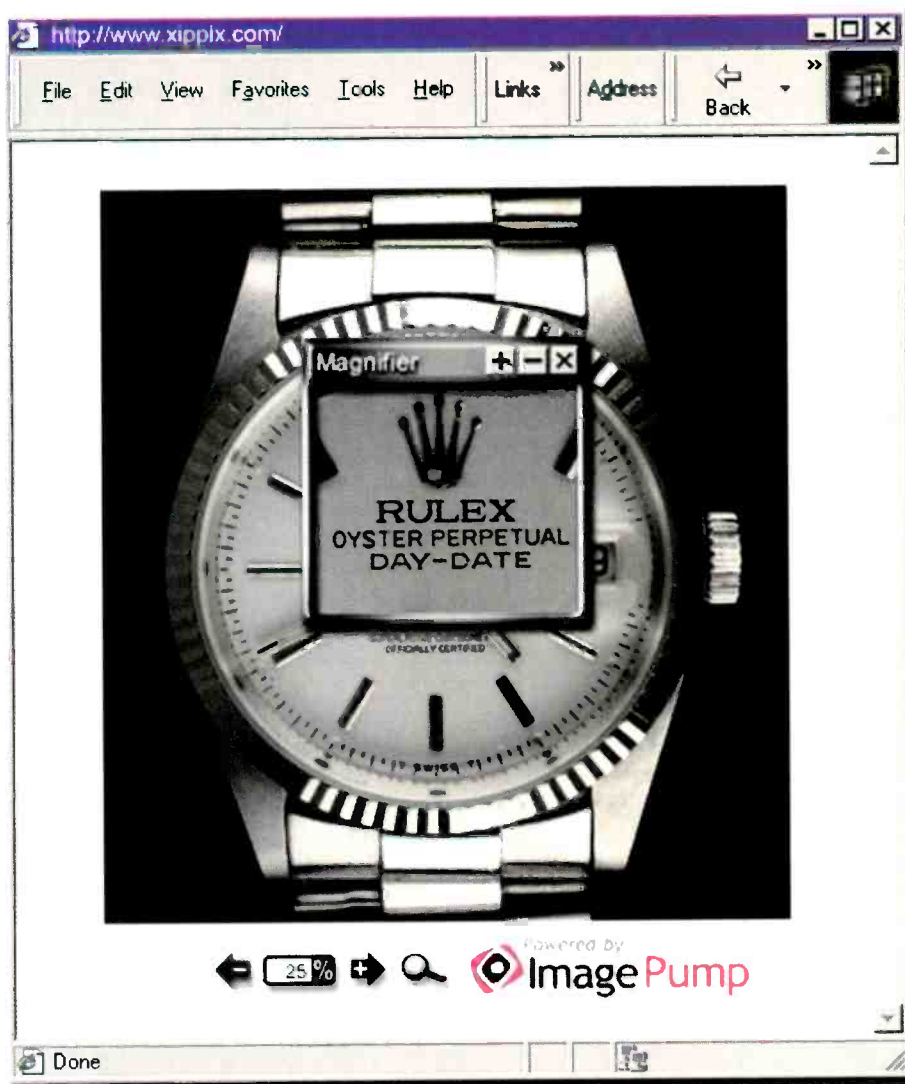 http://www.xippix.com/
File Edit View Favorites Tools Help Links » Address Back »
Magnifier
RULEX
OYSTER PERPETUAL
DAY-DATE
OFFICIALLY CERTIFIED
T SWISS T
25 %
Powered by
ImagePump
Done